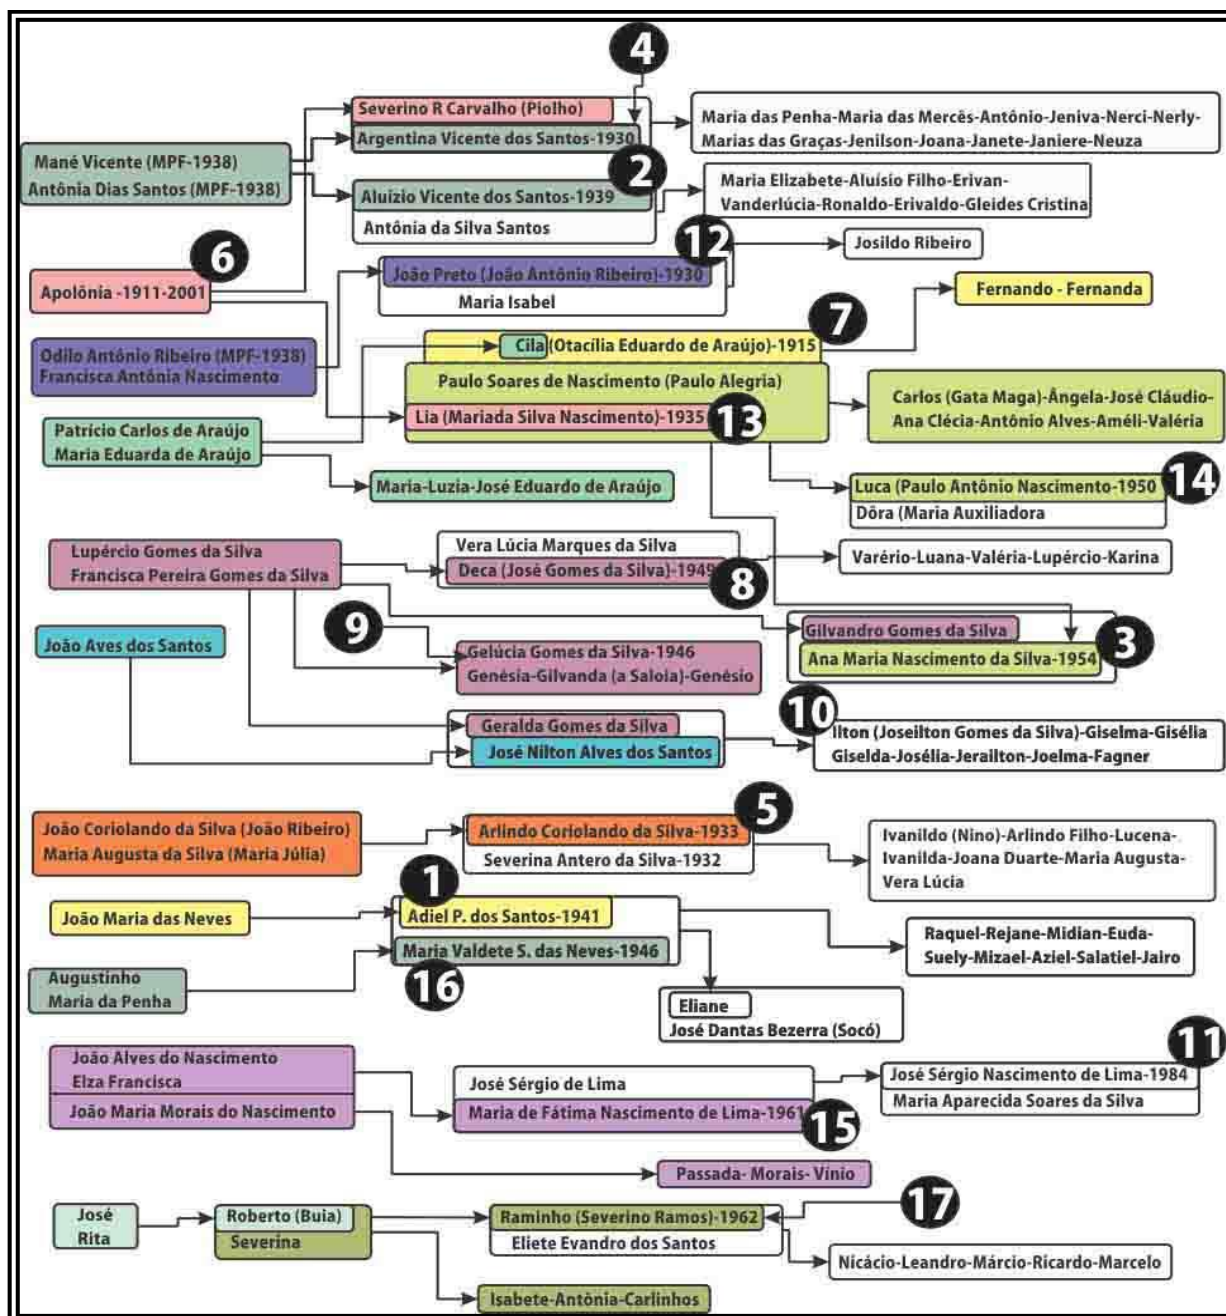 4
Severino R Carvalho (Piolho)
Argentina Vicente dos Santos-1930
Maria das Penha-Maria das Mercês-Antônio-Jeniva-Nerci-Nerly-
Marias das Graças-Jenilson-Joana-Janete-Janiere-Neuza
Mané Vicente (MPF-1938)
Antônia Dias Santos (MPF-1938)
2
Aluízio Vicente dos Santos-1939
Antônia da Silva Santos
Maria Elizabete-Aluísio Filho-Erivan-
Vanderlúcia-Ronaldo-Erivaldo-Gleides Cristina
6
Apolônia -1911-2001
12
João Preto (João Antônio Ribeiro)-1930
Maria Isabel
Josildo Ribeiro
Fernando - Fernanda
7
Cila (Otacília Eduardo de Araújo)-1915
Odilo Antônio Ribeiro (MPF-1938)
Francisca Antônia Nascimento
Paulo Soares de Nascimento (Paulo Alegria)
Lia (Mariada Silva Nascimento)-1935
13
Carlos (Gata Maga)-Ângela-José Cláudio-
Ana Clécia-Antônio Alves-Améli-Valéria
Patrício Carlos de Araújo
Maria Eduarda de Araújo
Maria-Luzia-José Eduardo de Araújo
Luca (Paulo Antônio Nascimento-1950
Dôra (Maria Auxiliadora
14
Lupércio Gomes da Silva
Francisca Pereira Gomes da Silva
Vera Lúcia Marques da Silva
Deca (José Gomes da Silva)-1949
8
Varério-Luana-Valéria-Lupércio-Karina
9
João Aves dos Santos
Gelúcia Gomes da Silva-1946
Genésia-Gilvanda (a Saloia)-Genésio
Gilvandro Gomes da Silva
Ana Maria Nascimento da Silva-1954
3
Geralda Gomes da Silva
José Nilton Alves dos Santos
10
Ilton (Joseilton Gomes da Silva)-Giselma-Gisélia
Giselda-Josélia-Jerailton-Joelma-Fagner
João Coriolando da Silva (João Ribeiro)
Maria Augusta da Silva (Maria Júlia)
5
Arlindo Coriolando da Silva-1933
Severina Antero da Silva-1932
Ivanildo (Nino)-Arlindo Filho-Lucena-
Ivanilda-Joana Duarte-Maria Augusta-
Vera Lúcia
1
João Maria das Neves
Adiel P. dos Santos-1941
Maria Valdete S. das Neves-1946
16
Raquel-Rejane-Midian-Euda-
Suely-Mizael-Aziel-Salatiel-Jairo
Augustinho
Maria da Penha
Eliane
José Dantas Bezerra (Socó)
João Alves do Nascimento
Elza Francisca
João Maria Morais do Nascimento
José Sérgio de Lima
Maria de Fátima Nascimento de Lima-1961
15
11
José Sérgio Nascimento de Lima-1984
Maria Aparecida Soares da Silva
Passada- Morais- Vínio
17
José
Rita
Roberto (Buia)
Severina
Raminho (Severino Ramos)-1962
Eliete Evandro dos Santos
Nicácio-Leandro-Márcio-Ricardo-Marcelo
Isabete-Antônia-Carlinhos